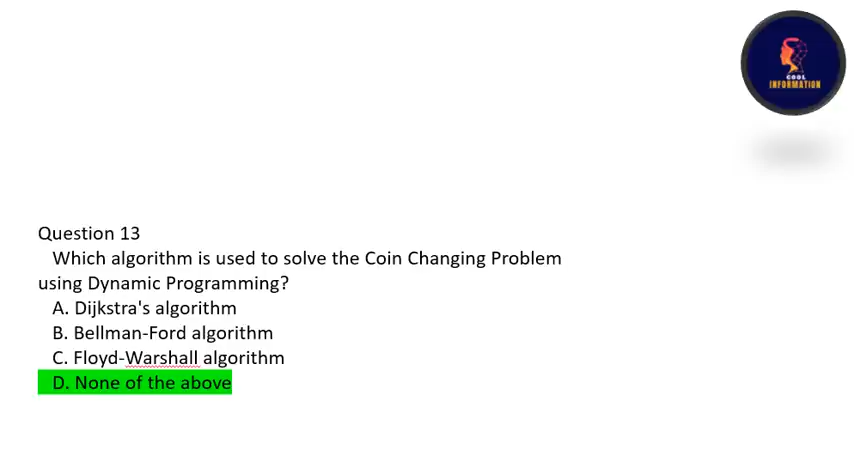 COOL
INFORMATION
Question 13
Which algorithm is used to solve the Coin Changing Problem
using Dynamic Programming?
A. Dijkstra's algorithm
B. Bellman-Ford algorithm
C. Floyd-Warshall algorithm
D. None of the above